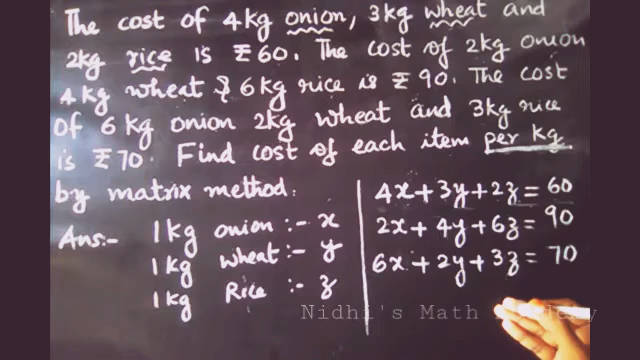 The cost of 4kg onion, 3kg wheat and
2kg rice is ₹60. The cost of 2kg onion
4kg wheat & 6kg rice is ₹ 90. The cost
of 6kg onion 2kg wheat and 3kg rice
is ₹70. Find cost of each item per kg
by matrix method.
Ans:- 1kg onion :- x
1kg wheat :- y
1kg Rice :- z
4x+3y+2z = 60
2x+4y+6z = 90
6x+2y+3z = 70
Nidhi's Math Academy